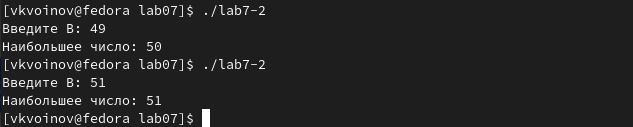 [vkvoinov@fedora lab07]$ ./lab7-2
Введите B: 49
Наибольшее число: 50
[vkvoinov@fedora lab07]$ ./lab7-2
Введите B: 51
Наибольшее число: 51
[vkvoinov@fedora lab07]$